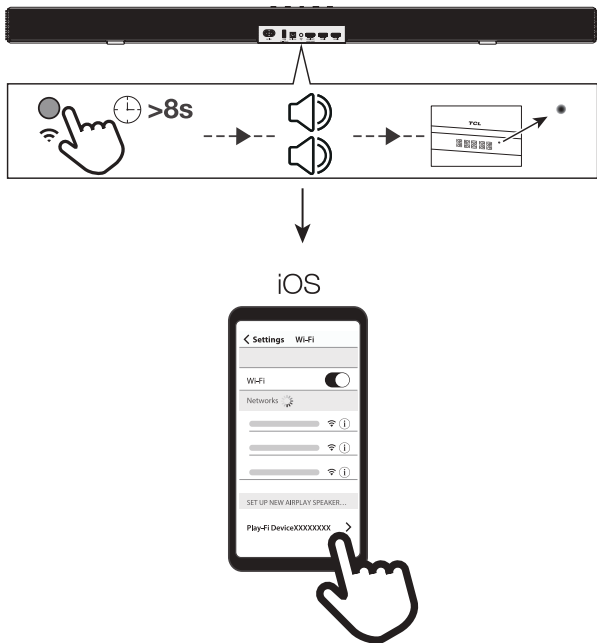 >8s
TCL
iOS
Settings Wi-Fi
Wi-Fi
Networks
SET UP NEW AIRPLAY SPEAKER...
Play-Fi DeviceXXXXXXXX